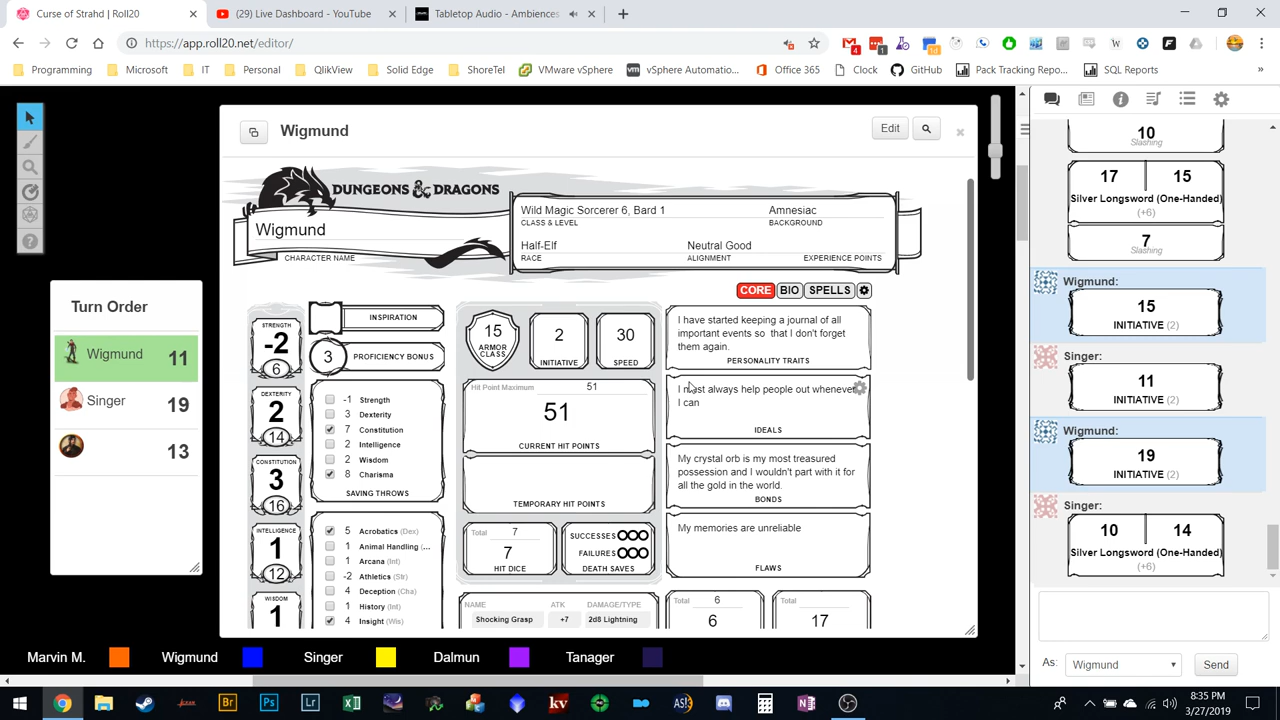 Curse of Strahd | Roll20
(29) Live Dashboard - YouTube
Tabletop Audio - Ambiences
https://app.roll20.net/editor/
Programming
Microsoft
IT
Personal
QlikView
Solid Edge
ShoreTel
VMware vSphere
vSphere Automatio...
Office 365
Clock
GitHub
Pack Tracking Repo...
SQL Reports
Wigmund
Edit
DUNGEONS & DRAGONS
Wigmund
CHARACTER NAME
Wild Magic Sorcerer 6, Bard 1
CLASS & LEVEL
Amnesiac
BACKGROUND
Half-Elf
RACE
Neutral Good
ALIGNMENT
EXPERIENCE POINTS
CORE
BIO
SPELLS
STRENGTH
-2
6
DEXTERITY
2
14
CONSTITUTION
3
16
INTELLIGENCE
1
12
WISDOM
1
INSPIRATION
3
PROFICIENCY BONUS
-1 Strength
3 Dexterity
7 Constitution
2 Intelligence
2 Wisdom
8 Charisma
SAVING THROWS
5 Acrobatics (Dex)
1 Animal Handling (...
1 Arcana (Int)
-2 Athletics (Str)
4 Deception (Cha)
1 History (Int)
4 Insight (Wis)
15
ARMOR
CLASS
2
INITIATIVE
30
SPEED
Hit Point Maximum 51
51
CURRENT HIT POINTS
TEMPORARY HIT POINTS
Total 7
7
HIT DICE
SUCCESSES
FAILURES
DEATH SAVES
NAME ATK DAMAGE/TYPE
Shocking Grasp +7 2d8 Lightning
I have started keeping a journal of all
important events so that I don't forget
them again.
PERSONALITY TRAITS
I must always help people out whenever
I can
IDEALS
My crystal orb is my most treasured
possession and I wouldn't part with it for
all the gold in the world.
BONDS
My memories are unreliable
FLAWS
Total 6
6
Total
17
Turn Order
Wigmund 11
Singer 19
13
10
Slashing
17 15
Silver Longsword (One-Handed)
(+6)
7
Slashing
Wigmund:
15
INITIATIVE (2)
Singer:
11
INITIATIVE (2)
Wigmund:
19
INITIATIVE (2)
Singer:
10 14
Silver Longsword (One-Handed)
(+6)
As:
Wigmund
Send
Marvin M.
Wigmund
Singer
Dalmun
Tanager
8:35 PM
3/27/2019